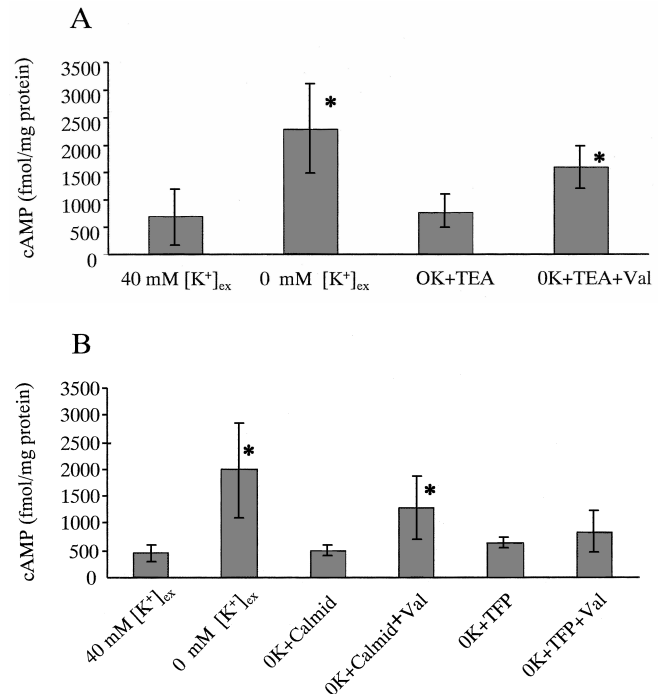 A
cAMP (fmol/mg protein)
3500
3000
2500
2000
1500
1000
500
0
*
*
40 mM [K⁺]ₑₓ
0 mM [K⁺]ₑₓ
OK+TEA
0K+TEA+Val
B
cAMP (fmol/mg protein)
3500
3000
2500
2000
1500
1000
500
0
*
*
40 mM [K⁺]ₑₓ
0 mM [K⁺]ₑₓ
0K+Calmid
0K+Calmid+Val
0K+TFP
0K+TFP+Val